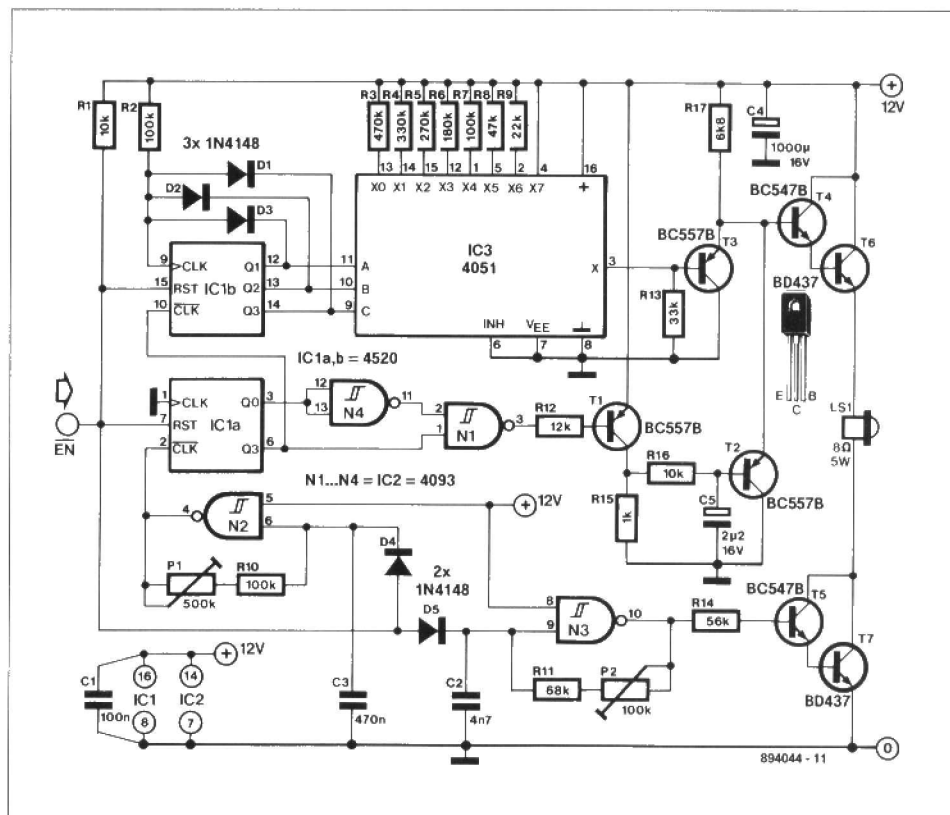 R1
10k
R2
100k
3x 1N4148
D1
D2
D3
R3
470k
R4
330k
R5
270k
R6
180k
R7
100k
R8
47k
R9
22k
13
14
15
12
1
5
2
4
16
X0
X1
X2
X3
X4
X5
X6
X7
+
IC3
4051
11
A
10
B
9
C
X
3
INH
VEE
⊥
6
7
8
9
CLK
15
RST
10
CLK
IC1b
Q1
12
Q2
13
Q3
14
R17
6k8
C4
1000µ
16V
+
12V
BC547B
T4
T6
BC557B
T3
R13
33k
BD437
E
C
B
LS1
8Ω
5W
IC1a,b = 4520
EN
1
CLK
7
RST
2
CLK
IC1a
Q0
3
Q3
6
12
13
N4
11
2
1
N1
3
R12
12k
T1
BC557B
R16
10k
T2
BC557B
R15
1k
C5
2µ2
16V
N1...N4 = IC2 = 4093
4
N2
5
6
+
12V
P1
500k
R10
100k
D4
2x
1N4148
D5
8
9
N3
10
R14
56k
BC547B
T5
T7
BD437
R11
68k
P2
100k
C1
100n
16
IC1
8
14
IC2
7
+
12V
C3
470n
C2
4n7
0
894044 - 11